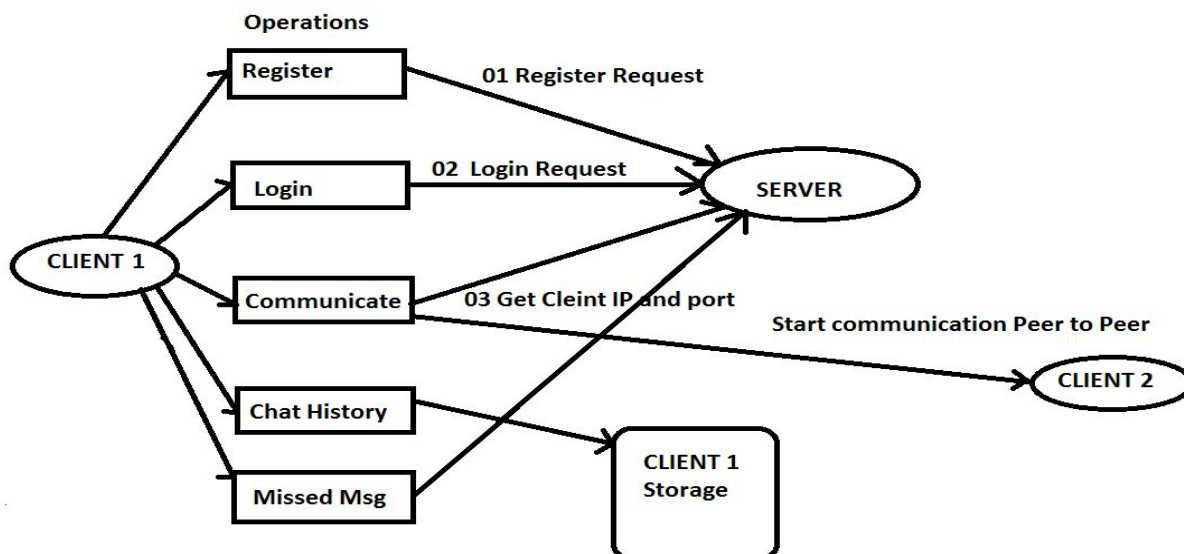 Operations
Register
01 Register Request
Login
02 Login Request
SERVER
CLIENT 1
Communicate
03 Get Cleint IP and port
Start communication Peer to Peer
CLIENT 2
Chat History
CLIENT 1
Storage
Missed Msg